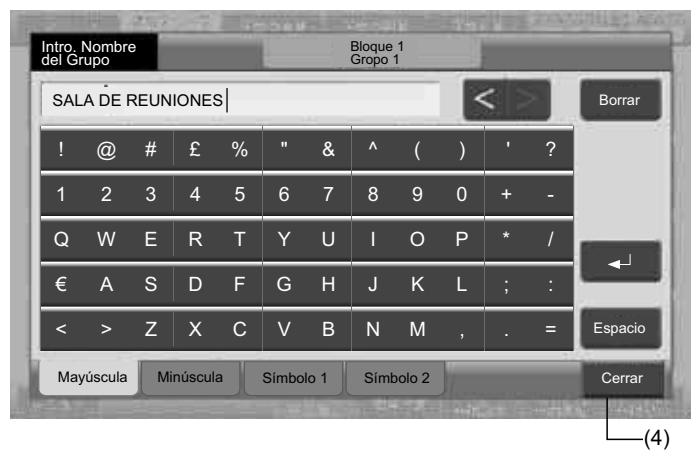 Intro. Nombre
del Grupo
Bloque 1
Gropo 1
SALA DE REUNIONES
< >
Borrar
! @ # £ % " & ^ ( ) ' ?
1 2 3 4 5 6 7 8 9 0 + -
Q W E R T Y U I O P * /
€ A S D F G H J K L ; :
< > Z X C V B N M , . =
Espacio
Mayúscula Minúscula Símbolo 1 Símbolo 2 Cerrar
(4)